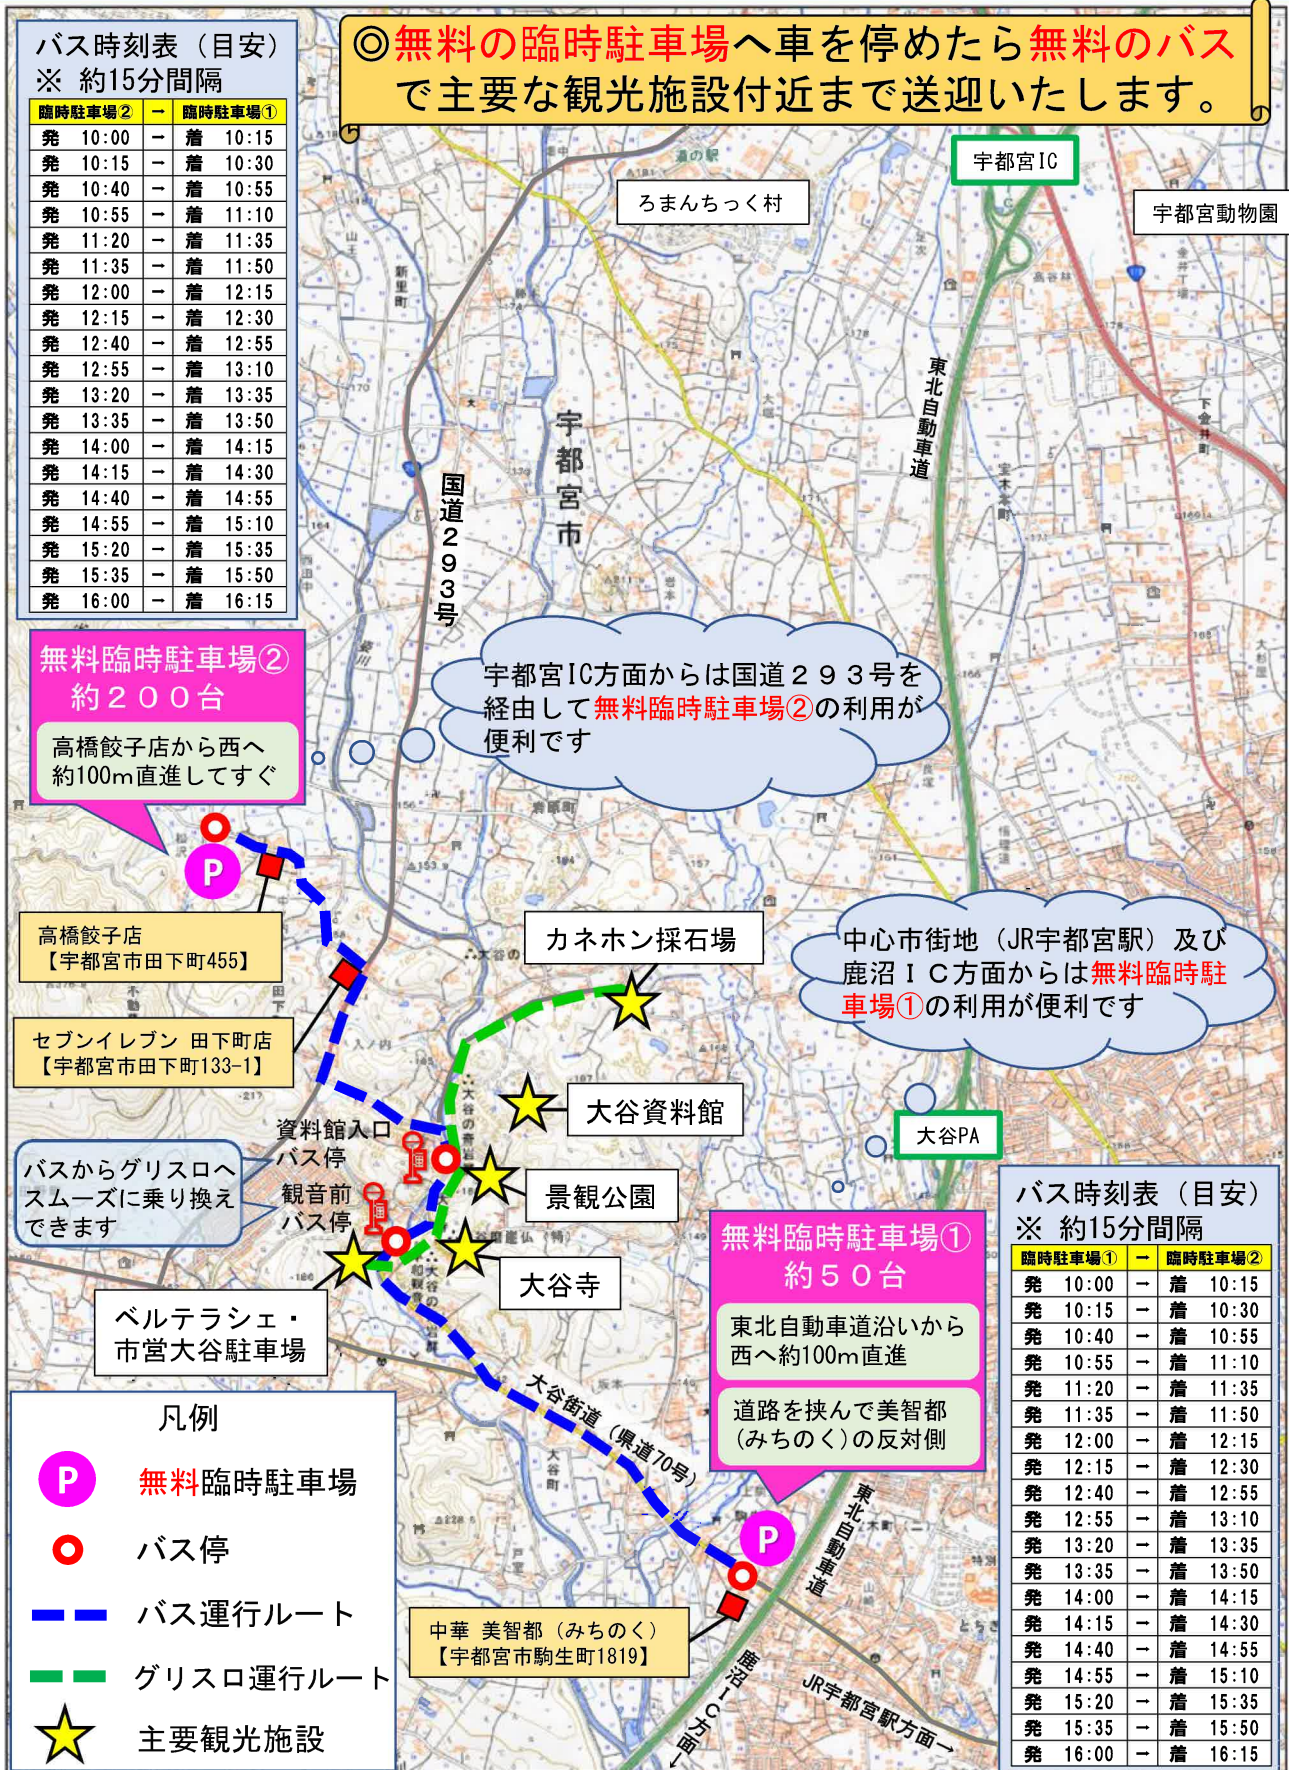 ◎無料の臨時駐車場へ車を停めたら無料のバス
で主要な観光施設付近まで送迎いたします。
バス時刻表（目安）
※ 約15分間隔
臨時駐車場② → 臨時駐車場①
発 10:00 → 着 10:15
発 10:15 → 着 10:30
発 10:40 → 着 10:55
発 10:55 → 着 11:10
発 11:20 → 着 11:35
発 11:35 → 着 11:50
発 12:00 → 着 12:15
発 12:15 → 着 12:30
発 12:40 → 着 12:55
発 12:55 → 着 13:10
発 13:20 → 着 13:35
発 13:35 → 着 13:50
発 14:00 → 着 14:15
発 14:15 → 着 14:30
発 14:40 → 着 14:55
発 14:55 → 着 15:10
発 15:20 → 着 15:35
発 15:35 → 着 15:50
発 16:00 → 着 16:15
道の駅
ろまんちっく村
宇都宮IC
宇都宮動物園
新里町
東北自動車道
宇都宮市
国道２９３号
下金井町
宝木本町
無料臨時駐車場②
約２００台
高橋餃子店から西へ
約100m直進してすぐ
宇都宮IC方面からは国道２９３号を
経由して無料臨時駐車場②の利用が
便利です
岩原町
P
高橋餃子店
【宇都宮市田下町455】
セブンイレブン 田下町店
【宇都宮市田下町133-1】
カネホン採石場
中心市街地（JR宇都宮駅）及び
鹿沼ＩＣ方面からは無料臨時駐
車場①の利用が便利です
大谷資料館
大谷PA
資料館入口
バス停
バスからグリスロへ
スムーズに乗り換え
できます
観音前
バス停
景観公園
大谷寺
ベルテラシェ・
市営大谷駐車場
無料臨時駐車場①
約５０台
東北自動車道沿いから
西へ約100m直進
道路を挟んで美智都
(みちのく)の反対側
大谷街道（県道70号）
大谷町
P
東北自動車道
中華 美智都（みちのく）
【宇都宮市駒生町1819】
鹿沼ＩＣ方面→
JR宇都宮駅方面→
凡例
P 無料臨時駐車場
バス停
バス運行ルート
グリスロ運行ルート
主要観光施設
バス時刻表（目安）
※ 約15分間隔
臨時駐車場① → 臨時駐車場②
発 10:00 → 着 10:15
発 10:15 → 着 10:30
発 10:40 → 着 10:55
発 10:55 → 着 11:10
発 11:20 → 着 11:35
発 11:35 → 着 11:50
発 12:00 → 着 12:15
発 12:15 → 着 12:30
発 12:40 → 着 12:55
発 12:55 → 着 13:10
発 13:20 → 着 13:35
発 13:35 → 着 13:50
発 14:00 → 着 14:15
発 14:15 → 着 14:30
発 14:40 → 着 14:55
発 14:55 → 着 15:10
発 15:20 → 着 15:35
発 15:35 → 着 15:50
発 16:00 → 着 16:15